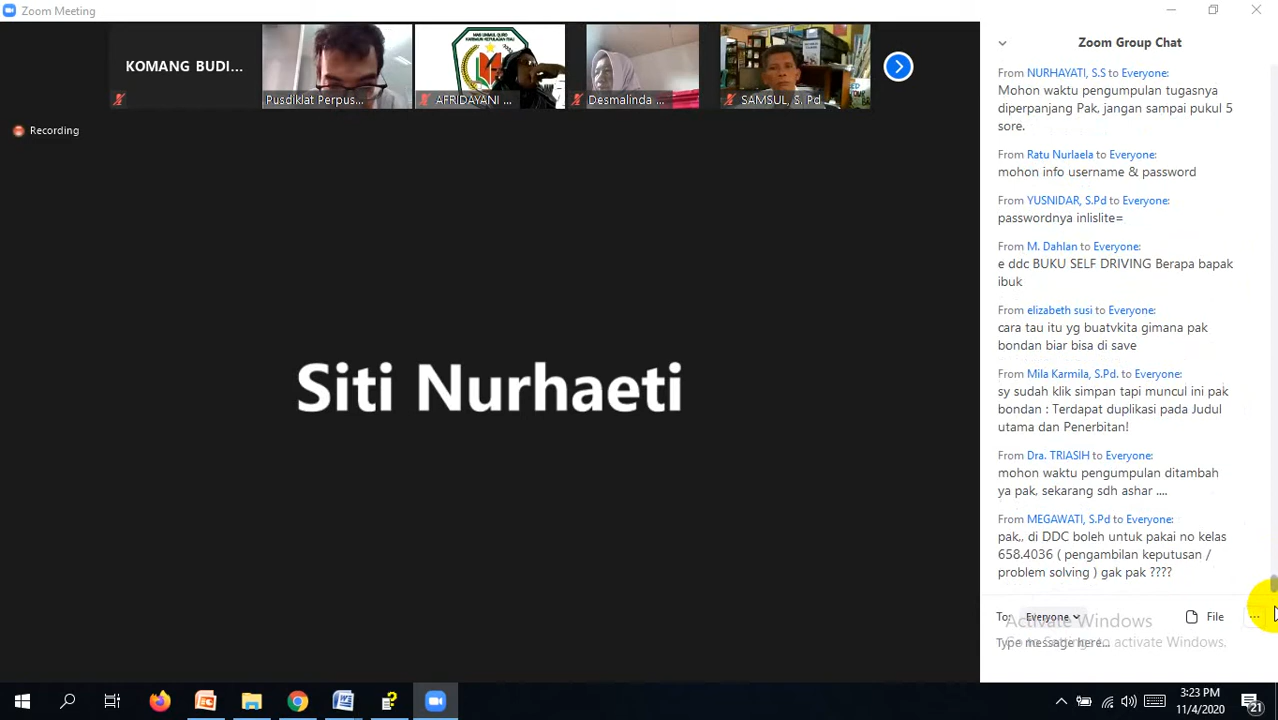 Zoom Meeting
KOMANG BUDI...
Pusdiklat Perpus...
AFRIDAYANI ...
Desmalinda ...
SAMSUL, S. Pd
Recording
Siti Nurhaeti
Zoom Group Chat
From NURHAYATI, S.S to Everyone:
Mohon waktu pengumpulan tugasnya
diperpanjang Pak, jangan sampai pukul 5
sore.
From Ratu Nurlaela to Everyone:
mohon info username & password
From YUSNIDAR, S.Pd to Everyone:
passwordnya inlislite=
From M. Dahlan to Everyone:
e ddc BUKU SELF DRIVING Berapa bapak
ibuk
From elizabeth susi to Everyone:
cara tau itu yg buatvkita gimana pak
bondan biar bisa di save
From Mila Karmila, S.Pd. to Everyone:
sy sudah klik simpan tapi muncul ini pak
bondan : Terdapat duplikasi pada Judul
utama dan Penerbitan!
From Dra. TRIASIH to Everyone:
mohon waktu pengumpulan ditambah
ya pak, sekarang sdh ashar ....
From MEGAWATI, S.Pd to Everyone:
pak,, di DDC boleh untuk pakai no kelas
658.4036 ( pengambilan keputusan /
problem solving ) gak pak ????
To: Everyone File ...
Activate Windows
Go to Settings to activate Windows.
Type message here...
3:23 PM
11/4/2020
21